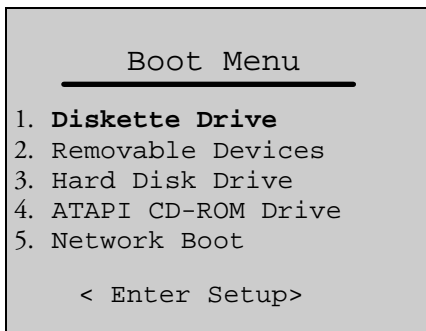 Boot Menu
1. Diskette Drive
2. Removable Devices
3. Hard Disk Drive
4. ATAPI CD-ROM Drive
5. Network Boot
< Enter Setup>